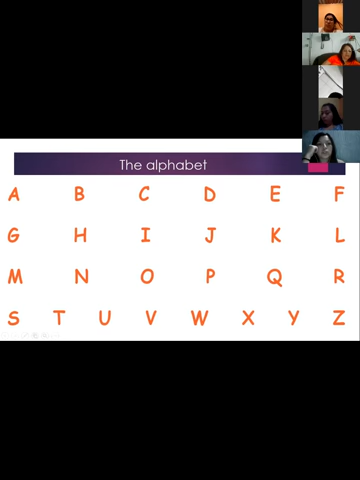 The alphabet
A B C D E F
G H I J K L
M N O P Q R
S T U V W X Y Z